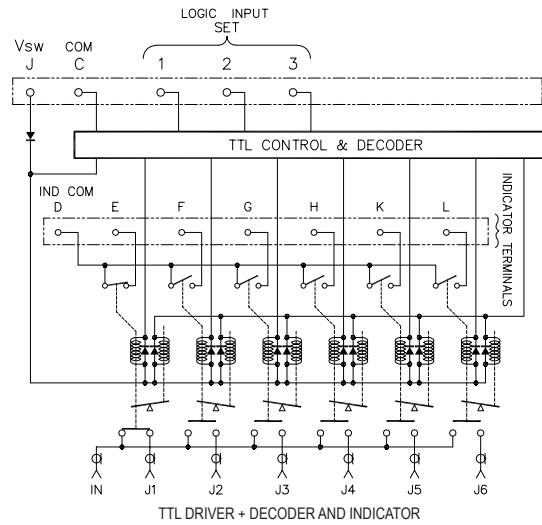 LOGIC INPUT
SET
Vsw COM
J C 1 2 3
TTL CONTROL & DECODER
IND COM
D E F G H K L
INDICATOR TERMINALS
IN J1 J2 J3 J4 J5 J6
TTL DRIVER + DECODER AND INDICATOR